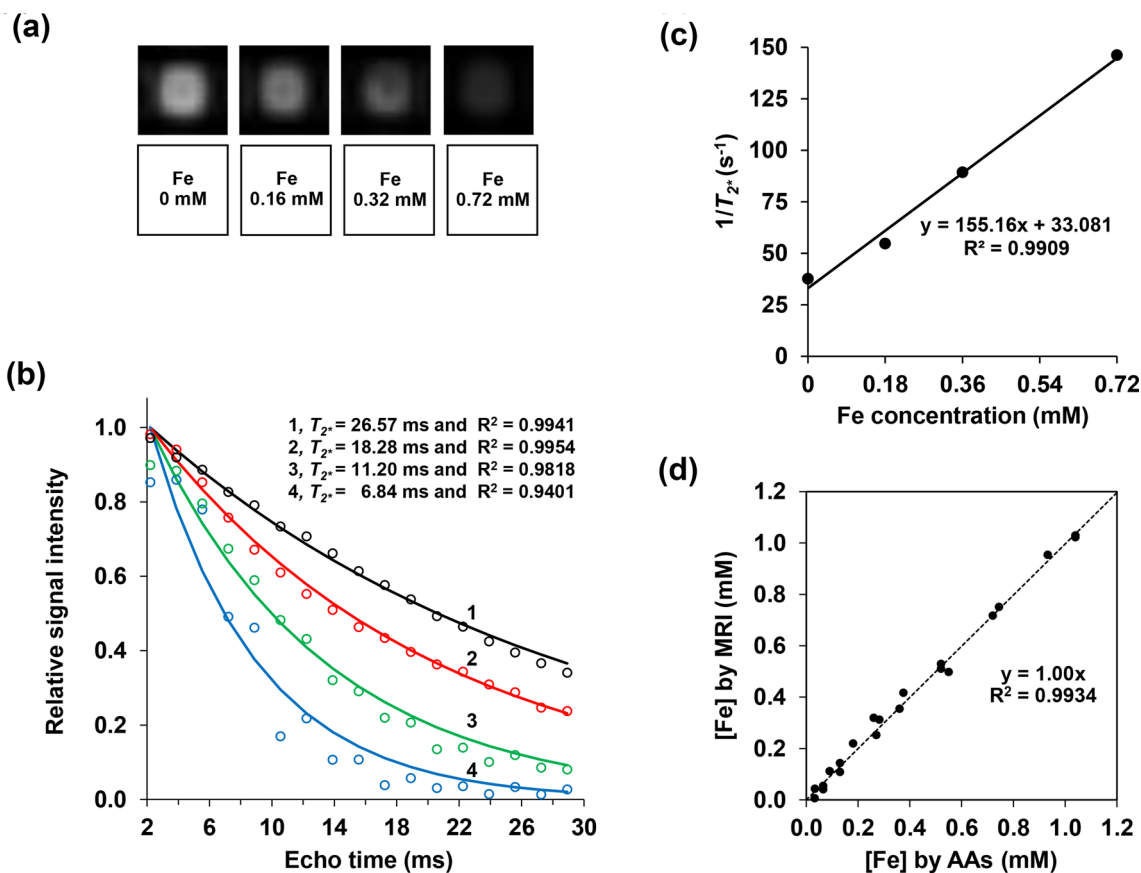 (a)
Fe
0 mM
Fe
0.16 mM
Fe
0.32 mM
Fe
0.72 mM
(b)
Relative signal intensity
1.0
0.8
0.6
0.4
0.2
0.0
1, T2* = 26.57 ms and R² = 0.9941
2, T2* = 18.28 ms and R² = 0.9954
3, T2* = 11.20 ms and R² = 0.9818
4, T2* = 6.84 ms and R² = 0.9401
1
2
3
4
2 6 10 14 18 22 26 30
Echo time (ms)
(c)
1/T2* (s⁻¹)
150
125
100
75
50
25
0
y = 155.16x + 33.081
R² = 0.9909
0 0.18 0.36 0.54 0.72
Fe concentration (mM)
(d)
[Fe] by MRI (mM)
1.2
1.0
0.8
0.6
0.4
0.2
0.0
y = 1.00x
R² = 0.9934
0.0 0.2 0.4 0.6 0.8 1.0 1.2
[Fe] by AAs (mM)